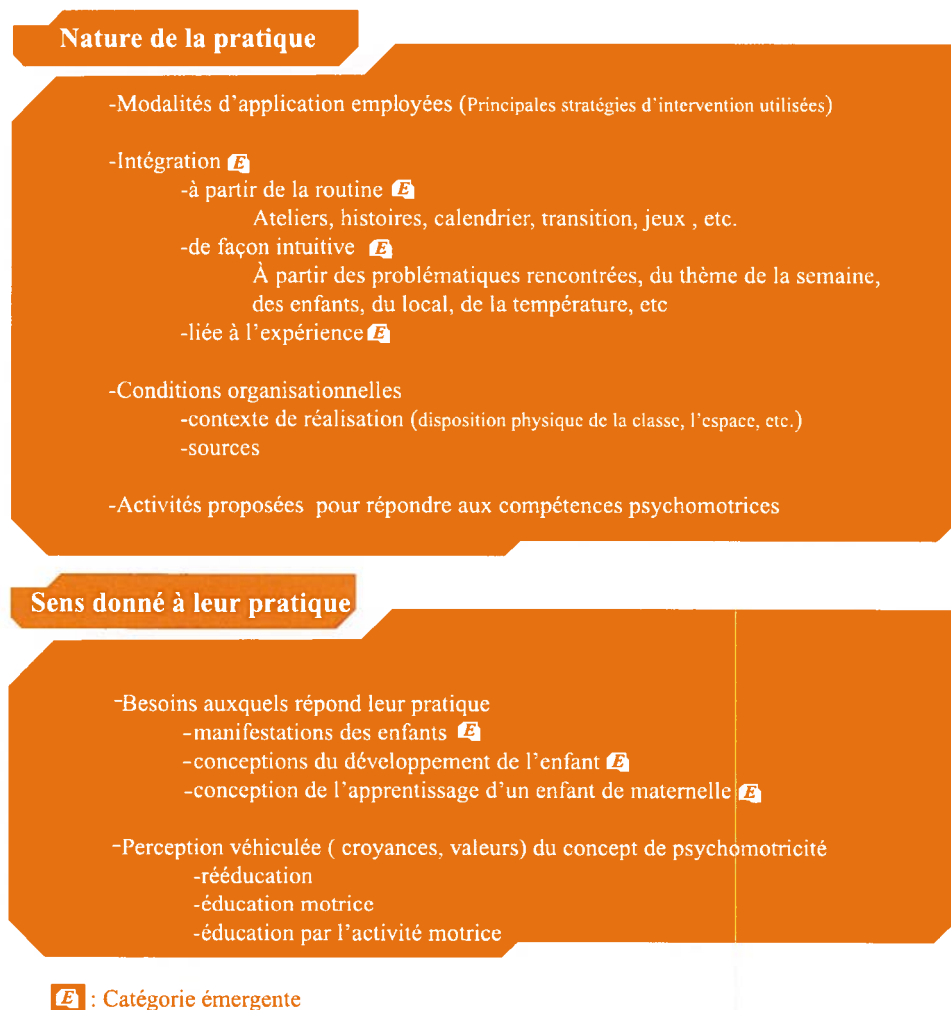 Nature de la pratique
-Modalités d'application employées (Principales stratégies d'intervention utilisées)
-Intégration E
-à partir de la routine E
Ateliers, histoires, calendrier, transition, jeux , etc.
-de façon intuitive E
À partir des problématiques rencontrées, du thème de la semaine,
des enfants, du local, de la température, etc
-liée à l'expérience E
-Conditions organisationnelles
-contexte de réalisation (disposition physique de la classe, l'espace, etc.)
-sources
-Activités proposées pour répondre aux compétences psychomotrices
Sens donné à leur pratique
-Besoins auxquels répond leur pratique
-manifestations des enfants E
-conceptions du développement de l'enfant E
-conception de l'apprentissage d'un enfant de maternelle E
-Perception véhiculée ( croyances, valeurs) du concept de psychomotricité
-rééducation
-éducation motrice
-éducation par l'activité motrice
E : Catégorie émergente